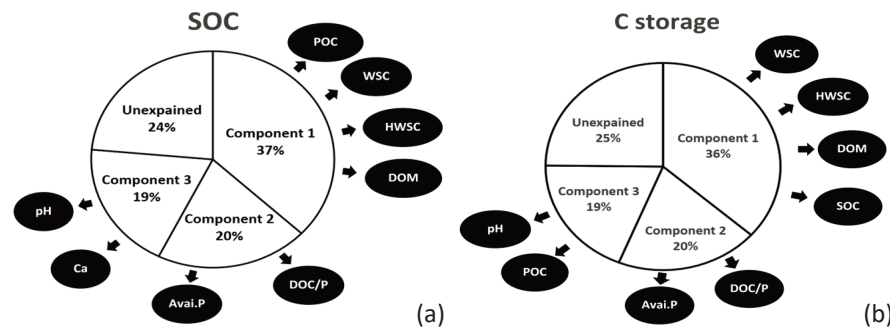 SOC
POC
WSC
HWSC
DOM
Unexpained
24%
Component 1
37%
Component 3
19%
Component 2
20%
pH
Ca
Avai.P
DOC/P
(a)
C storage
WSC
HWSC
DOM
SOC
Unexplained
25%
Component 1
36%
Component 3
19%
Component 2
20%
pH
POC
Avai.P
DOC/P
(b)